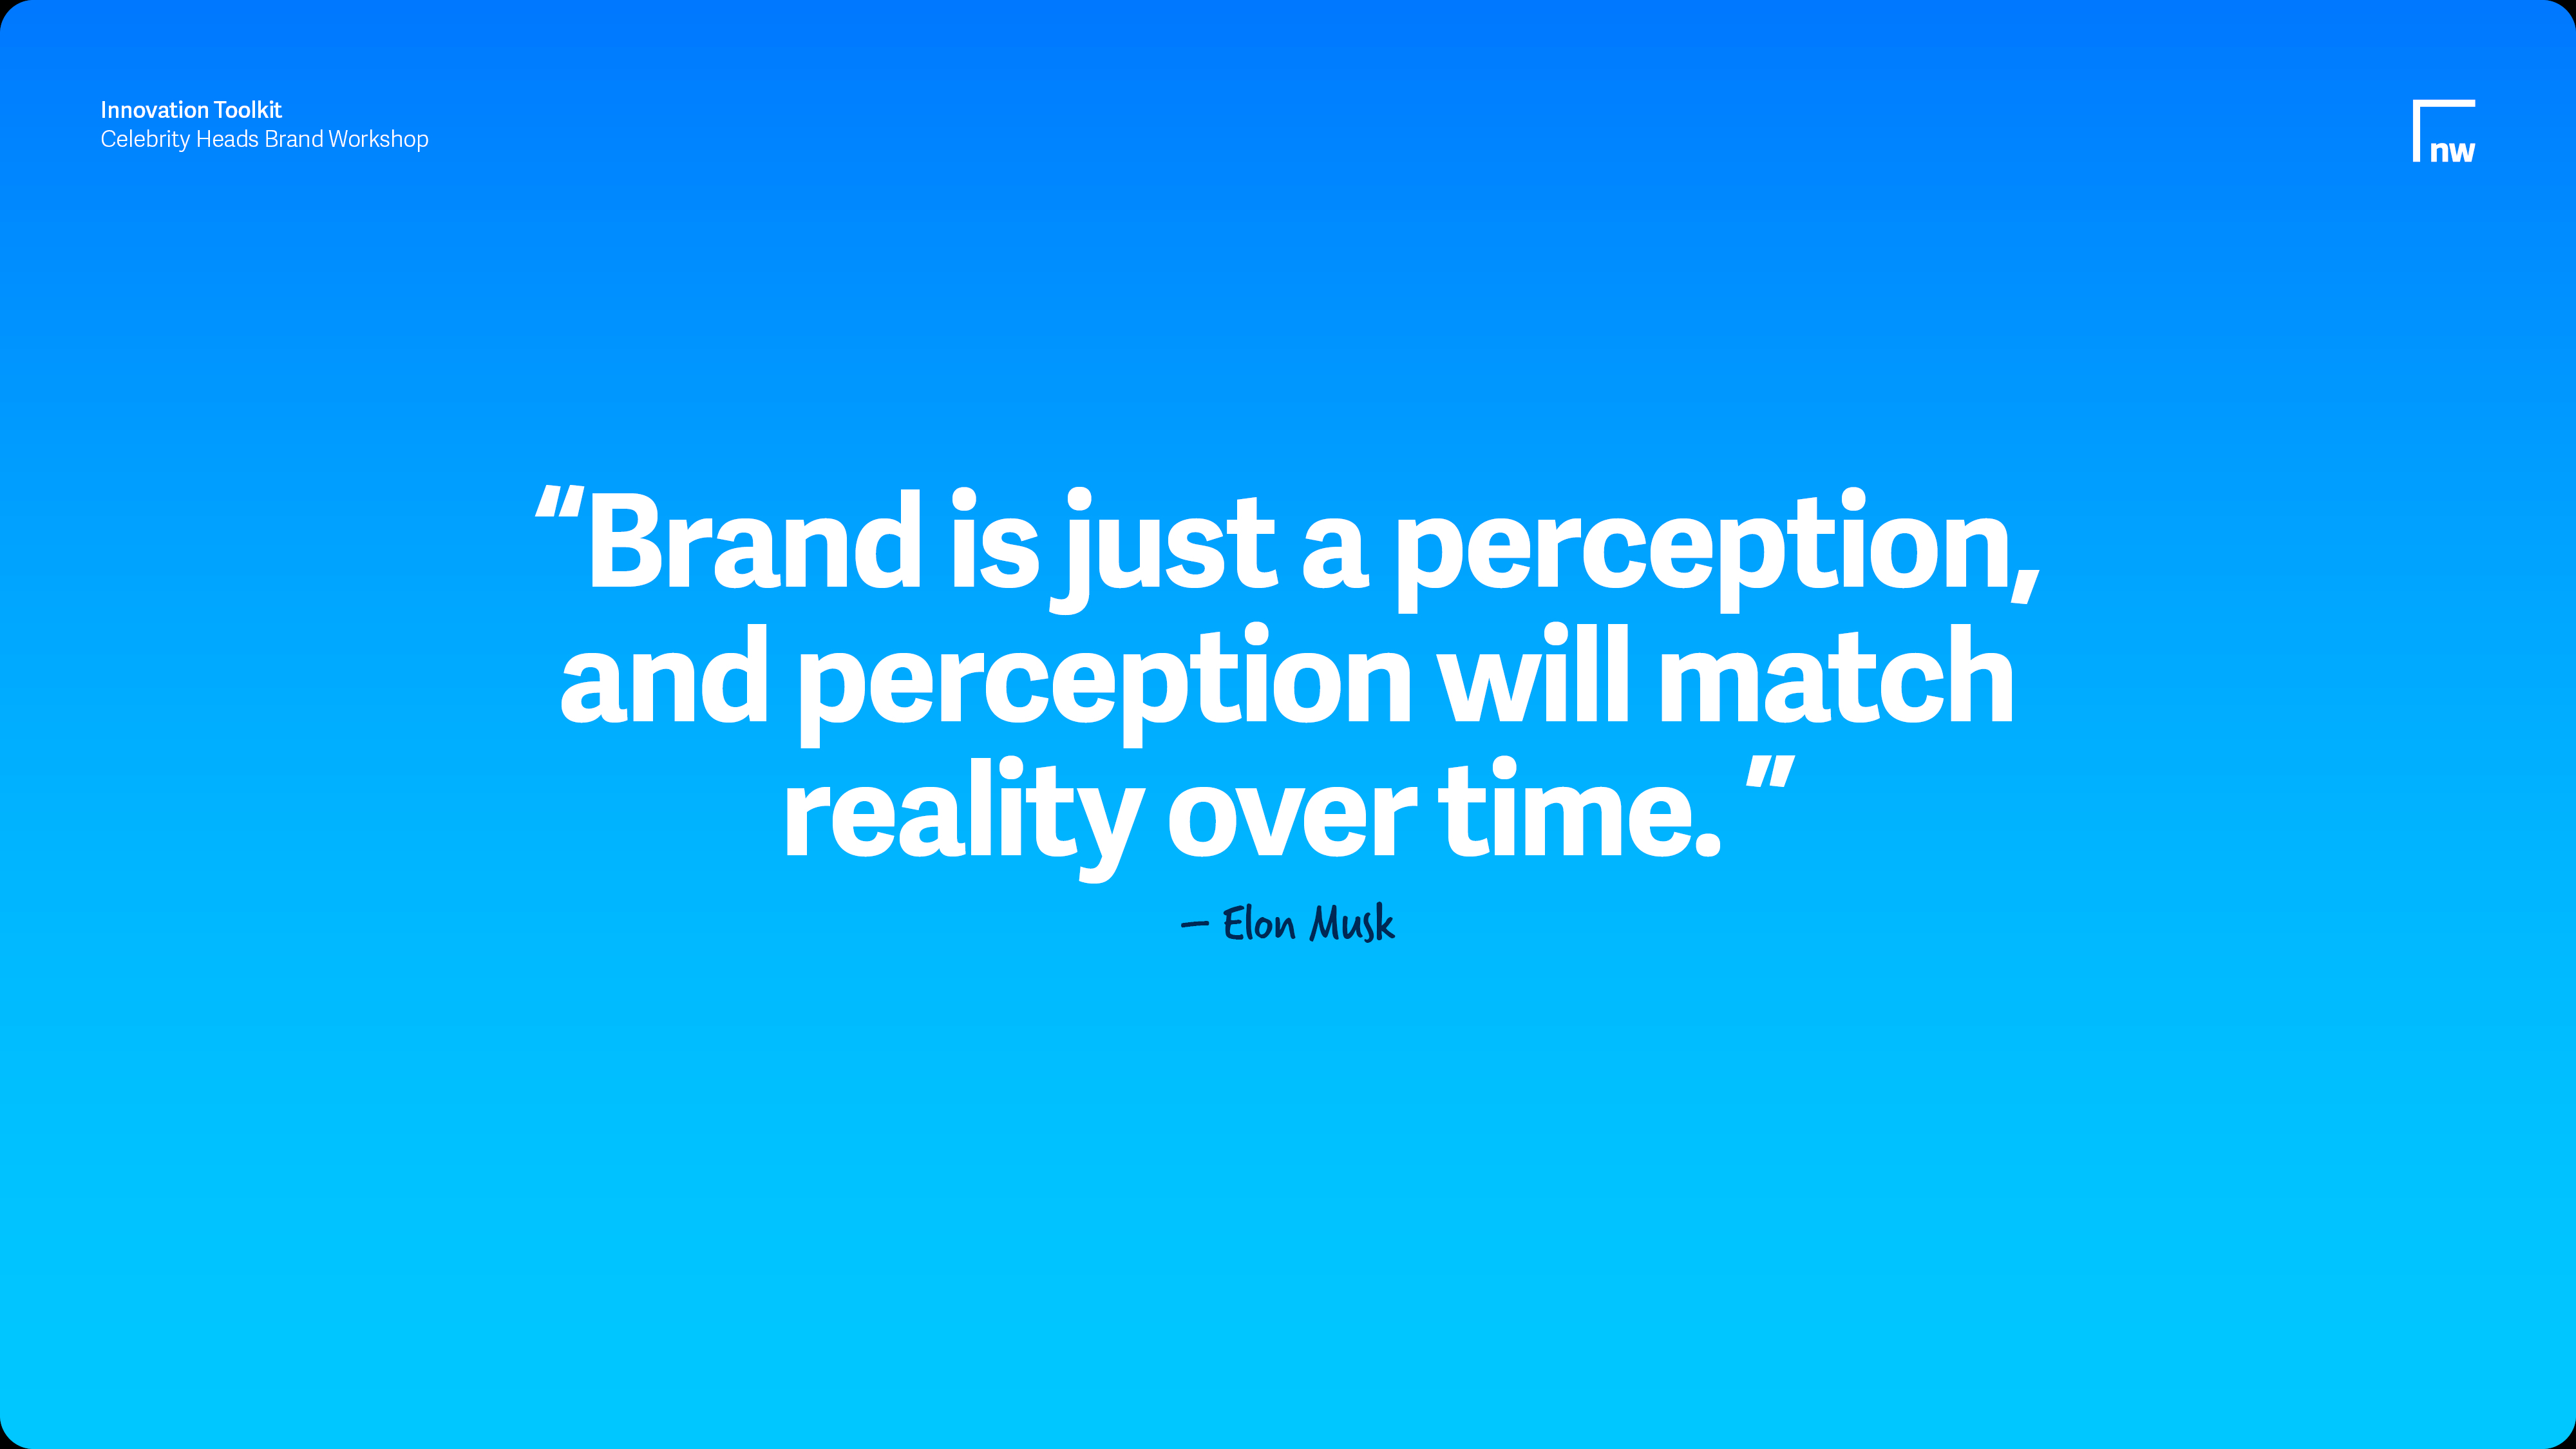 Innovation Toolkit
Celebrity Heads Brand Workshop
nw
“Brand is just a perception,
and perception will match
reality over time.”
— Elon Musk